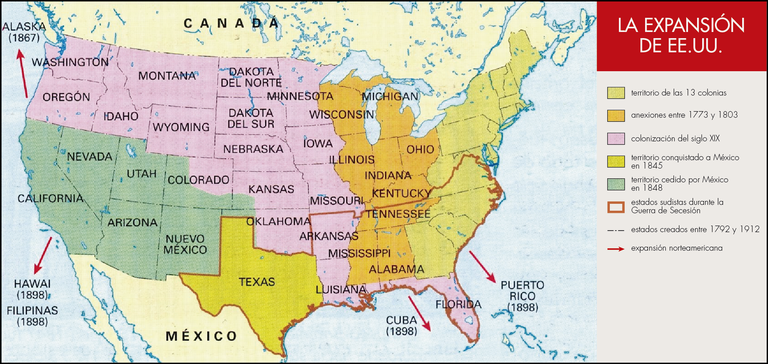 CANADA
ALASKA
(1867)
WASHINGTON
MONTANA
DAKOTA
DEL NORTE
MINNESOTA
MICHIGAN
OREGÓN
IDAHO
WYOMING
DAKOTA
DEL SUR
WISCONSIN
NEBRASKA
IOWA
ILLINOIS
OHIO
INDIANA
NEVADA
UTAH
COLORADO
KANSAS
MISSOURI
KENTUCKY
CALIFORNIA
ARIZONA
NUEVO
MÉXICO
OKLAHOMA
ARKANSAS
TENNESSEE
MISSISSIPPI
ALABAMA
TEXAS
LUISIANA
FLORIDA
HAWAI
(1898)
FILIPINAS
(1898)
MÉXICO
CUBA
(1898)
PUERTO
RICO
(1898)
LA EXPANSIÓN
DE EE.UU.
territorio de las 13 colonias
anexiones entre 1773 y 1803
colonización del siglo XIX
territorio conquistado a México
en 1845
territorio cedido por México
en 1848
estados sudistas durante la
Guerra de Secesión
estados creados entre 1792 y 1912
expansión norteamericana